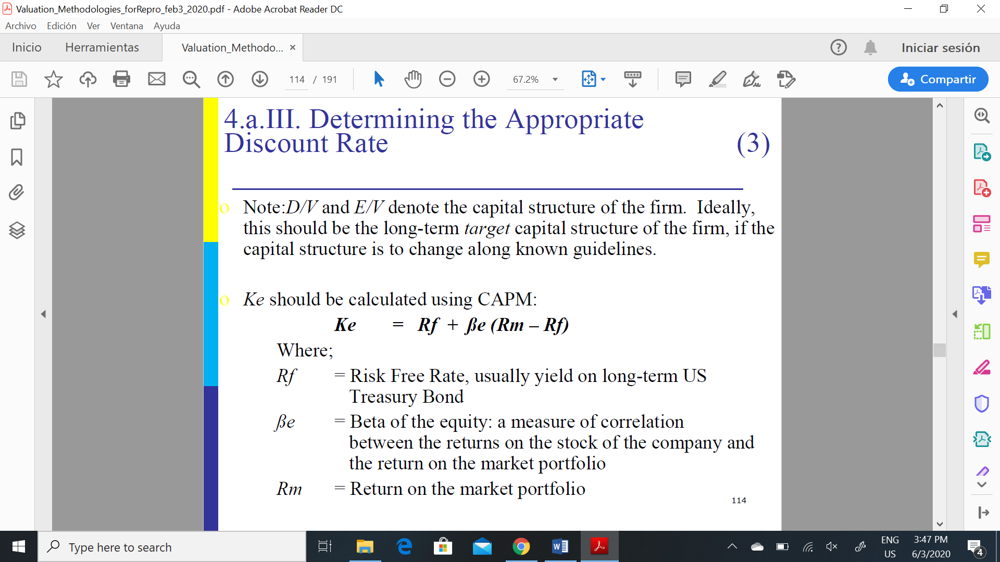 Valuation_Methodologies_forRepro_feb3_2020.pdf - Adobe Acrobat Reader DC
Archivo Edición Ver Ventana Ayuda
Inicio Herramientas Valuation_Methodo... × Iniciar sesión
114 / 191 67.2% Compartir
4.a.III. Determining the Appropriate
Discount Rate (3)
o Note:D/V and E/V denote the capital structure of the firm. Ideally,
this should be the long-term target capital structure of the firm, if the
capital structure is to change along known guidelines.
o Ke should be calculated using CAPM:
Ke = Rf + ße (Rm – Rf)
Where;
Rf = Risk Free Rate, usually yield on long-term US
Treasury Bond
ße = Beta of the equity: a measure of correlation
between the returns on the stock of the company and
the return on the market portfolio
Rm = Return on the market portfolio
114
Type here to search
ENG 3:47 PM
US 6/3/2020 4